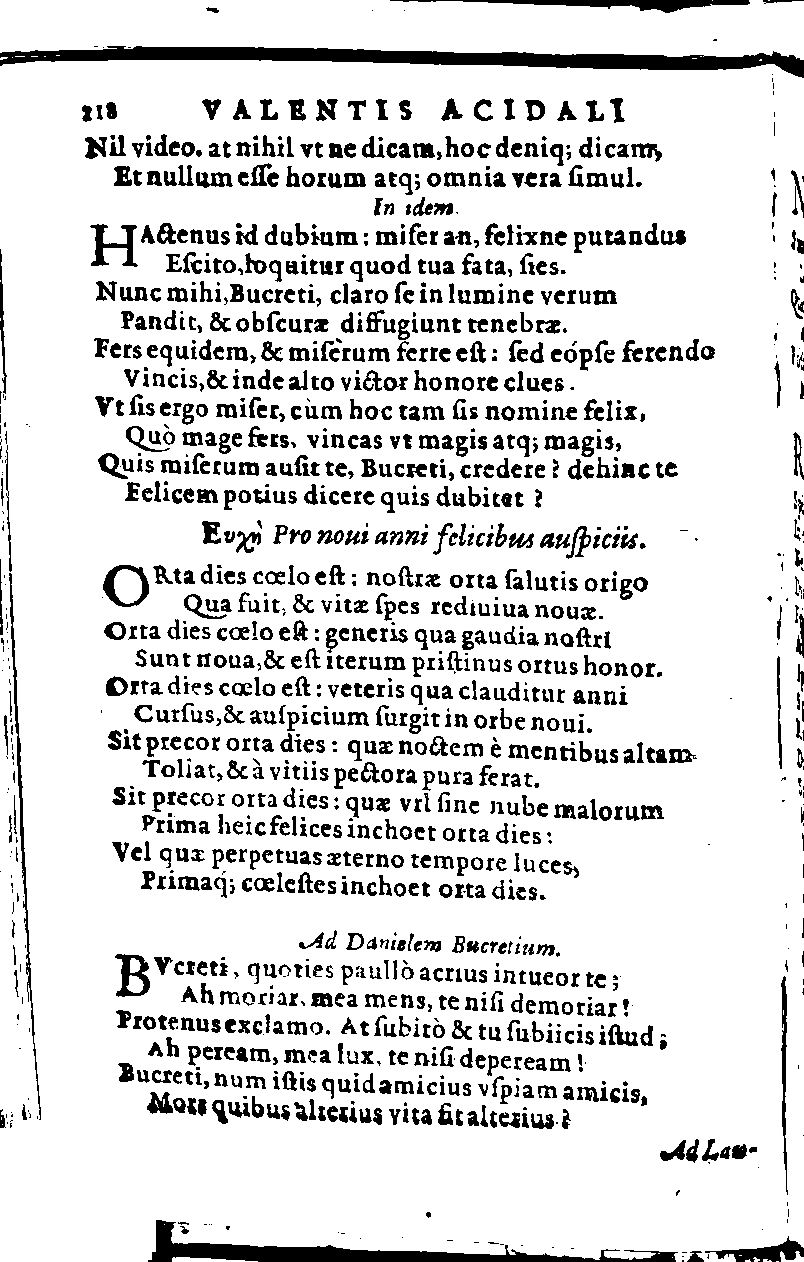 218 VALENTIS ACIDALI
Nil video. at nihil vt ne dicam, hoc deniq; dicam,
Et nullum eſſe horum atq; omnia vera ſimul.
In idem.
HActenus id dubium: miſer an, felixne putandus
Eſcito, loquitur quod tua fata, ſies.
Nunc mihi, Bucreti, claro ſe in lumine verum
Pandit, & obſcuræ diffugiunt tenebræ.
Fers equidem, & miſèrum ferre eſt: ſed eópſe ferendo
Vincis, & inde alto victor honore clues.
Vt ſis ergo miſer, cùm hoc tam ſis nomine felix,
Quò mage fers, vincas vt magis atq; magis,
Quis miſerum auſit te, Bucreti, credere? dehinc te
Felicem potius dicere quis dubitet?
Ευχὴ Pro noui anni felicibus auſpiciis.
ORta dies cœlo eſt: noſtræ orta ſalutis origo
Qua fuit, & vitæ ſpes rediuiua nouæ.
Orta dies cœlo eſt: generis qua gaudia noſtri
Sunt noua, & eſt iterum priſtinus ortus honor.
Orta dies cœlo eſt: veteris qua clauditur anni
Curſus, & auſpicium ſurgit in orbe noui.
Sit precor orta dies: quæ noctem è mentibus altam
Tollat, & à vitiis pectora pura ferat.
Sit precor orta dies: quæ vel ſine nube malorum
Prima heic felices inchoet orta dies:
Vel quæ perpetuas æterno tempore luces,
Primaq́; cœleſtes inchoet orta dies.
Ad Danielem Bucretium.
BVcreti, quoties paullò acrius intueor te;
Ah moriar, mea mens, te niſi demoriar!
Protenus exclamo. At ſubitò & tu ſubiicis iſtud;
Ah peream, mea lux, te niſi depeream!
Bucreti, num iſtis quid amicius vſpiam amicis,
Mors quibus alterius vita ſit alterius?
Ad Lau-